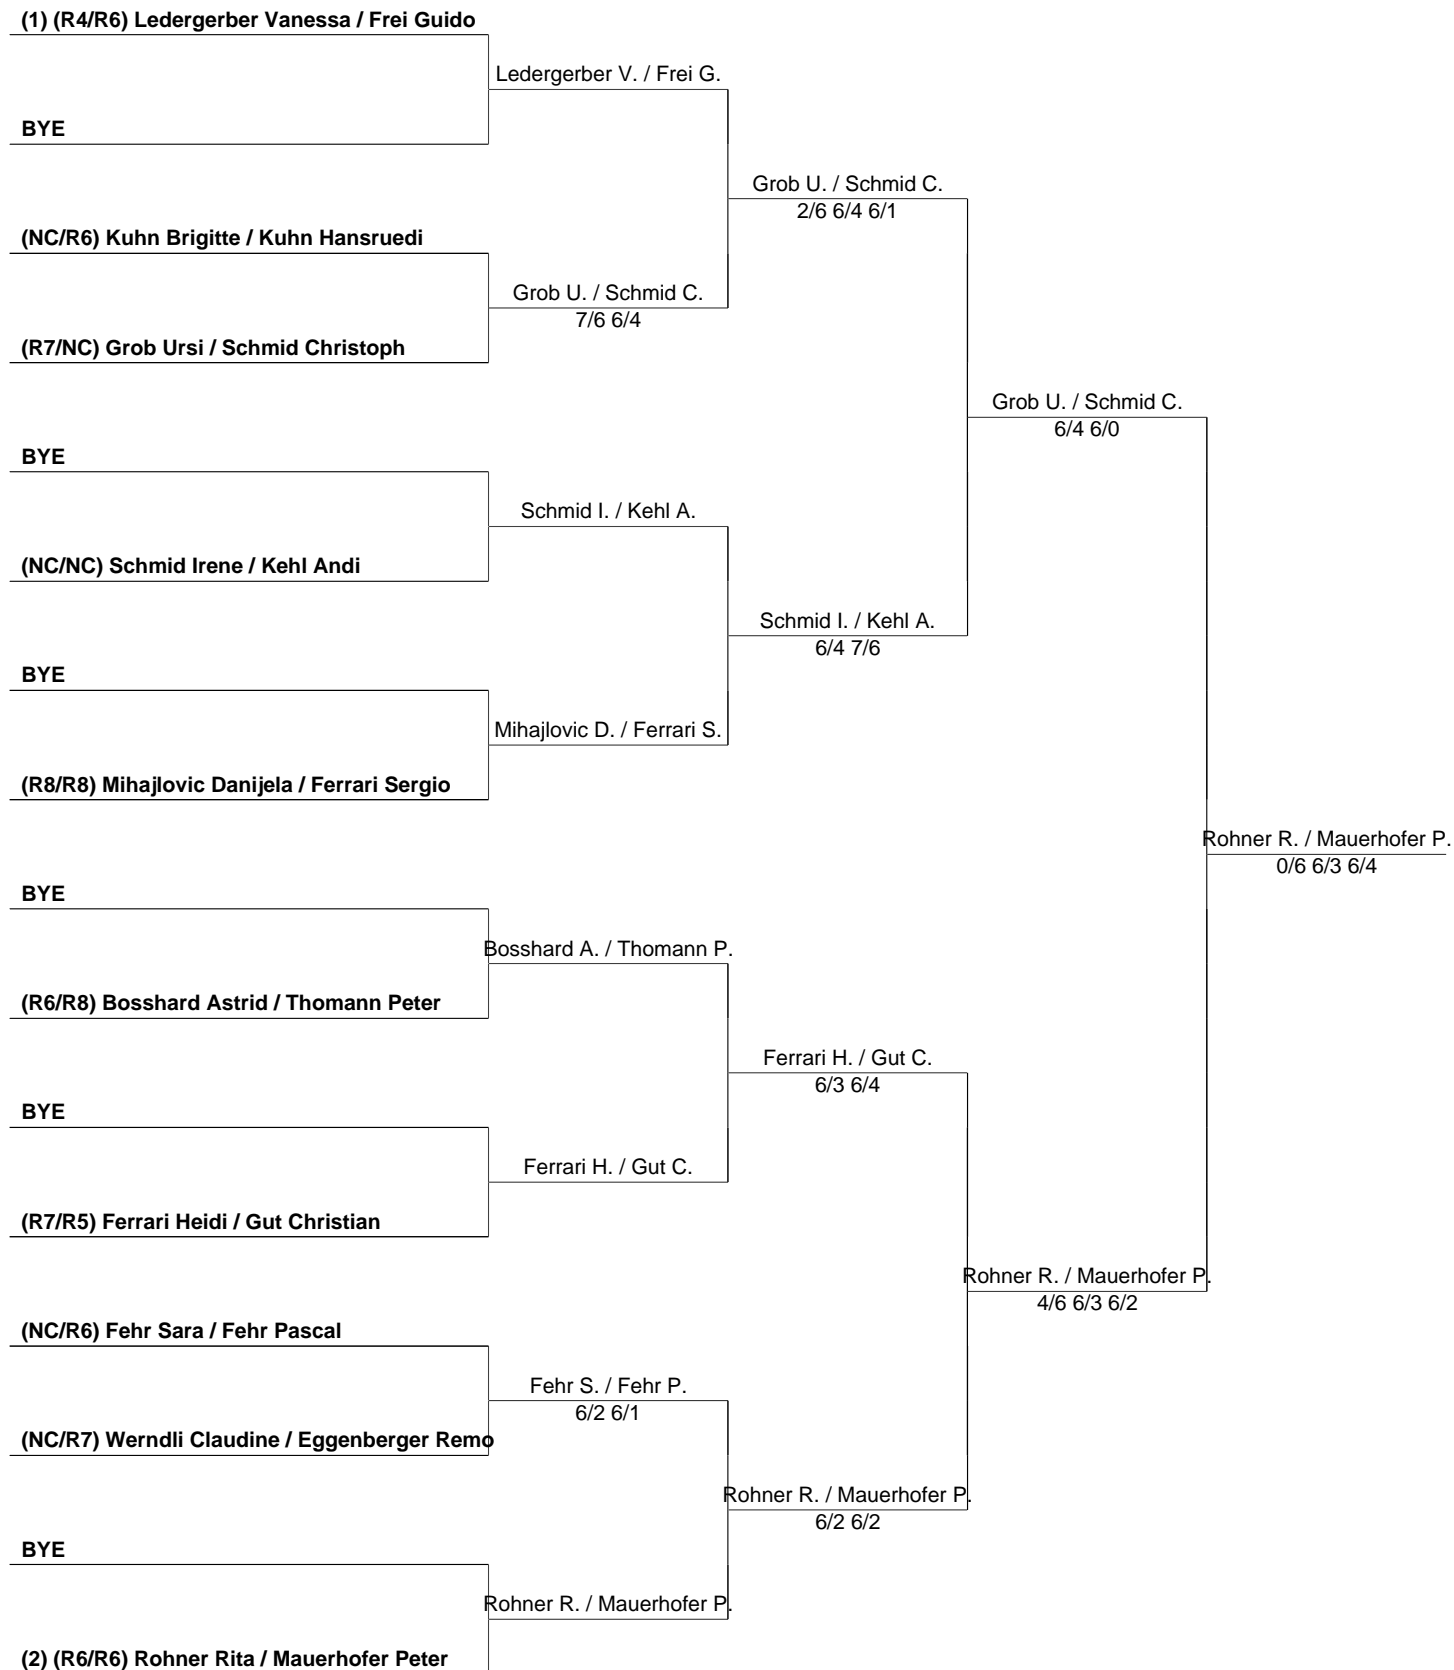 (1) (R4/R6) Ledergerber Vanessa / Frei Guido
Ledergerber V. / Frei G.
BYE
Grob U. / Schmid C.
2/6 6/4 6/1
(NC/R6) Kuhn Brigitte / Kuhn Hansruedi
Grob U. / Schmid C.
7/6 6/4
(R7/NC) Grob Ursi / Schmid Christoph
Grob U. / Schmid C.
6/4 6/0
BYE
Schmid I. / Kehl A.
(NC/NC) Schmid Irene / Kehl Andi
Schmid I. / Kehl A.
6/4 7/6
BYE
Mihajlovic D. / Ferrari S.
(R8/R8) Mihajlovic Danijela / Ferrari Sergio
Rohner R. / Mauerhofer P.
0/6 6/3 6/4
BYE
Bosshard A. / Thomann P.
(R6/R8) Bosshard Astrid / Thomann Peter
Ferrari H. / Gut C.
6/3 6/4
BYE
Ferrari H. / Gut C.
(R7/R5) Ferrari Heidi / Gut Christian
Rohner R. / Mauerhofer P.
4/6 6/3 6/2
(NC/R6) Fehr Sara / Fehr Pascal
Fehr S. / Fehr P.
6/2 6/1
(NC/R7) Werndli Claudine / Eggenberger Remo
Rohner R. / Mauerhofer P.
6/2 6/2
BYE
Rohner R. / Mauerhofer P.
(2) (R6/R6) Rohner Rita / Mauerhofer Peter